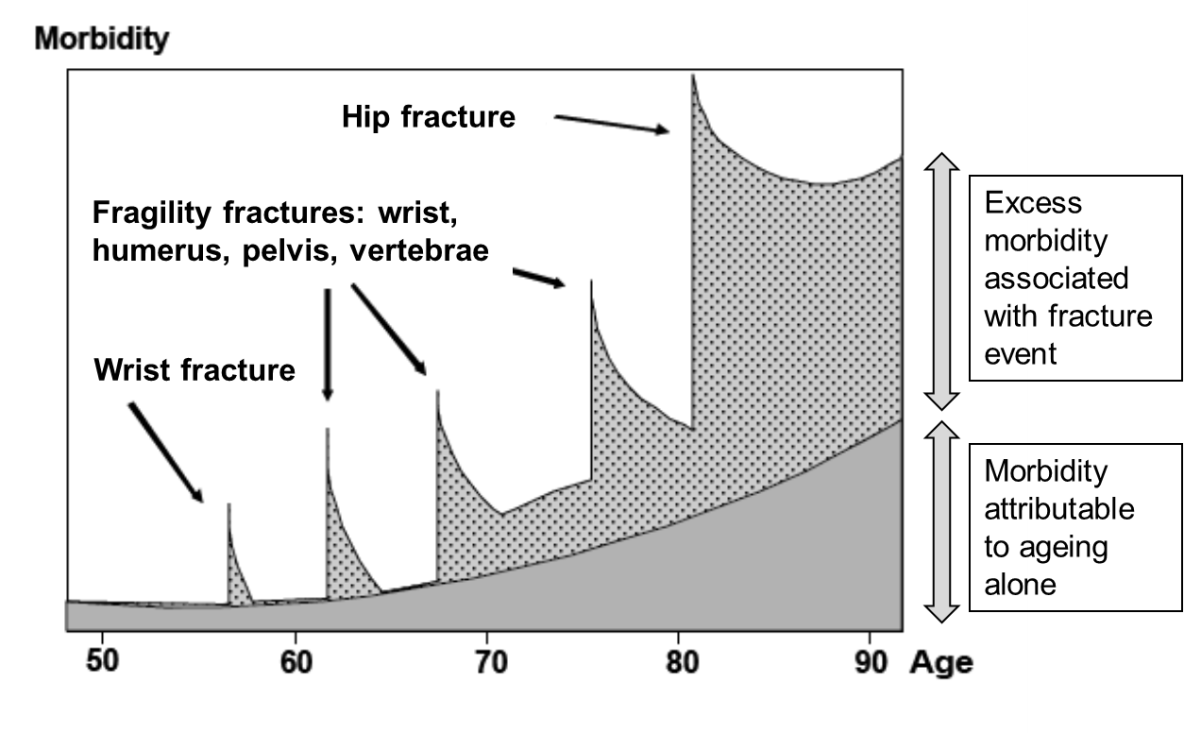 Morbidity
Hip fracture
Fragility fractures: wrist,
humerus, pelvis, vertebrae
Wrist fracture
Excess
morbidity
associated
with fracture
event
Morbidity
attributable
to ageing
alone
50 60 70 80 90 Age